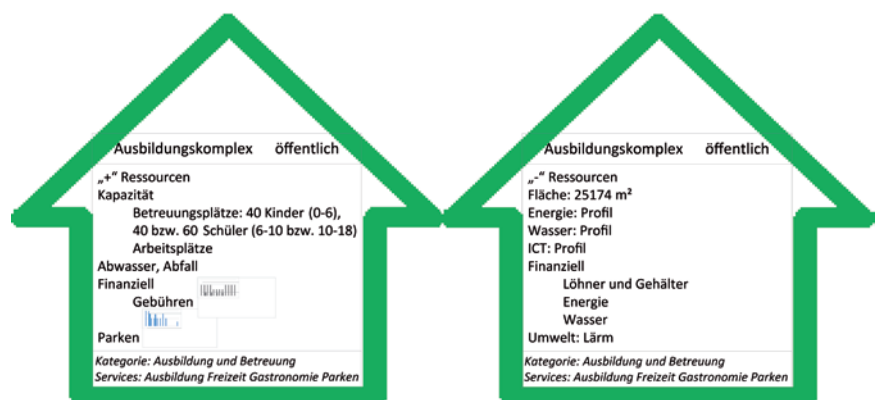 Ausbildungskomplex öffentlich
„+“ Ressourcen
Kapazität
Betreuungsplätze: 40 Kinder (0-6),
40 bzw. 60 Schüler (6-10 bzw. 10-18)
Arbeitsplätze
Abwasser, Abfall
Finanziell
Gebühren
Parken
Kategorie: Ausbildung und Betreuung
Services: Ausbildung Freizeit Gastronomie Parken
Ausbildungskomplex öffentlich
„-“ Ressourcen
Fläche: 25174 m²
Energie: Profil
Wasser: Profil
ICT: Profil
Finanziell
Löhner und Gehälter
Energie
Wasser
Umwelt: Lärm
Kategorie: Ausbildung und Betreuung
Services: Ausbildung Freizeit Gastronomie Parken